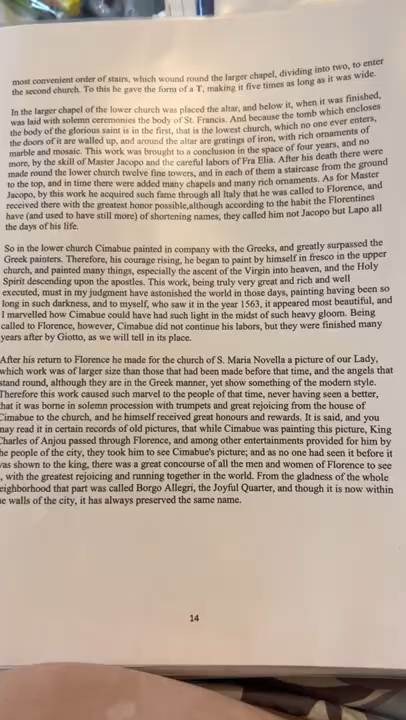 most convenient order of stairs, which wound round the larger chapel, dividing into two, to enter
the second church. To this he gave the form of a T, making it five times as long as it was wide.
In the larger chapel of the lower church was placed the altar, and below it, when it was finished,
was laid with solemn ceremonies the body of St. Francis. And because the tomb which encloses
the body of the glorious saint is in the first, that is the lowest church, which no one ever enters,
the doors of it are walled up, and around the altar are gratings of iron, with rich ornaments of
marble and mosaic. This work was brought to a conclusion in the space of four years, and no
more, by the skill of Master Jacopo and the careful labors of Fra Elia. After his death there were
made round the lower church twelve fine towers, and in each of them a staircase from the ground
to the top, and in time there were added many chapels and many rich ornaments. As for Master
Jacopo, by this work he acquired such fame through all Italy that he was called to Florence, and
received there with the greatest honor possible,although according to the habit the Florentines
have (and used to have still more) of shortening names, they called him not Jacopo but Lapo all
the days of his life.
So in the lower church Cimabue painted in company with the Greeks, and greatly surpassed the
Greek painters. Therefore, his courage rising, he began to paint by himself in fresco in the upper
church, and painted many things, especially the ascent of the Virgin into heaven, and the Holy
Spirit descending upon the apostles. This work, being truly very great and rich and well
executed, must in my judgment have astonished the world in those days, painting having been so
long in such darkness, and to myself, who saw it in the year 1563, it appeared most beautiful, and
I marvelled how Cimabue could have had such light in the midst of such heavy gloom. Being
called to Florence, however, Cimabue did not continue his labors, but they were finished many
years after by Giotto, as we will tell in its place.
After his return to Florence he made for the church of S. Maria Novella a picture of our Lady,
which work was of larger size than those that had been made before that time, and the angels that
stand round, although they are in the Greek manner, yet show something of the modern style.
Therefore this work caused such marvel to the people of that time, never having seen a better,
hat it was borne in solemn procession with trumpets and great rejoicing from the house of
Cimabue to the church, and he himself received great honours and rewards. It is said, and you
may read it in certain records of old pictures, that while Cimabue was painting this picture, King
Charles of Anjou passed through Florence, and among other entertainments provided for him by
he people of the city, they took him to see Cimabue's picture; and as no one had seen it before it
as shown to the king, there was a great concourse of all the men and women of Florence to see
, with the greatest rejoicing and running together in the world. From the gladness of the whole
eighborhood that part was called Borgo Allegri, the Joyful Quarter, and though it is now within
e walls of the city, it has always preserved the same name.
14